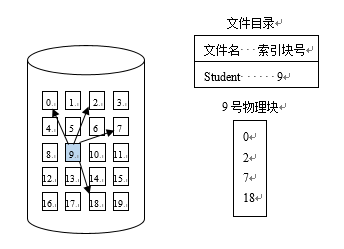 文件目录
文件名 索引块号
Student 9
9号物理块
0
2
7
18
0 1 2 3
4 5 6 7
8 9 10 11
12 13 14 15
16 17 18 19